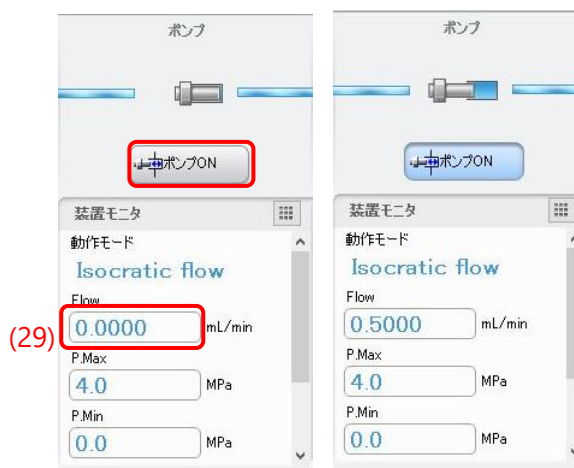 ポンプ
ポンプON
装置モニタ
動作モード
Isocratic flow
Flow
(29)
0.0000 mL/min
P.Max
4.0 MPa
P.Min
0.0 MPa
ポンプ
ポンプON
装置モニタ
動作モード
Isocratic flow
Flow
0.5000 mL/min
P.Max
4.0 MPa
P.Min
0.0 MPa